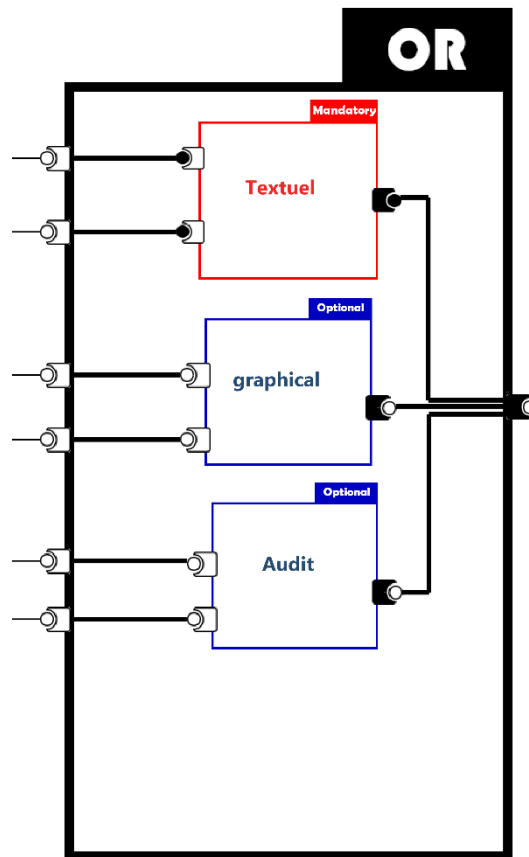 OR
Mandatory
Textuel
Optional
graphical
Optional
Audit